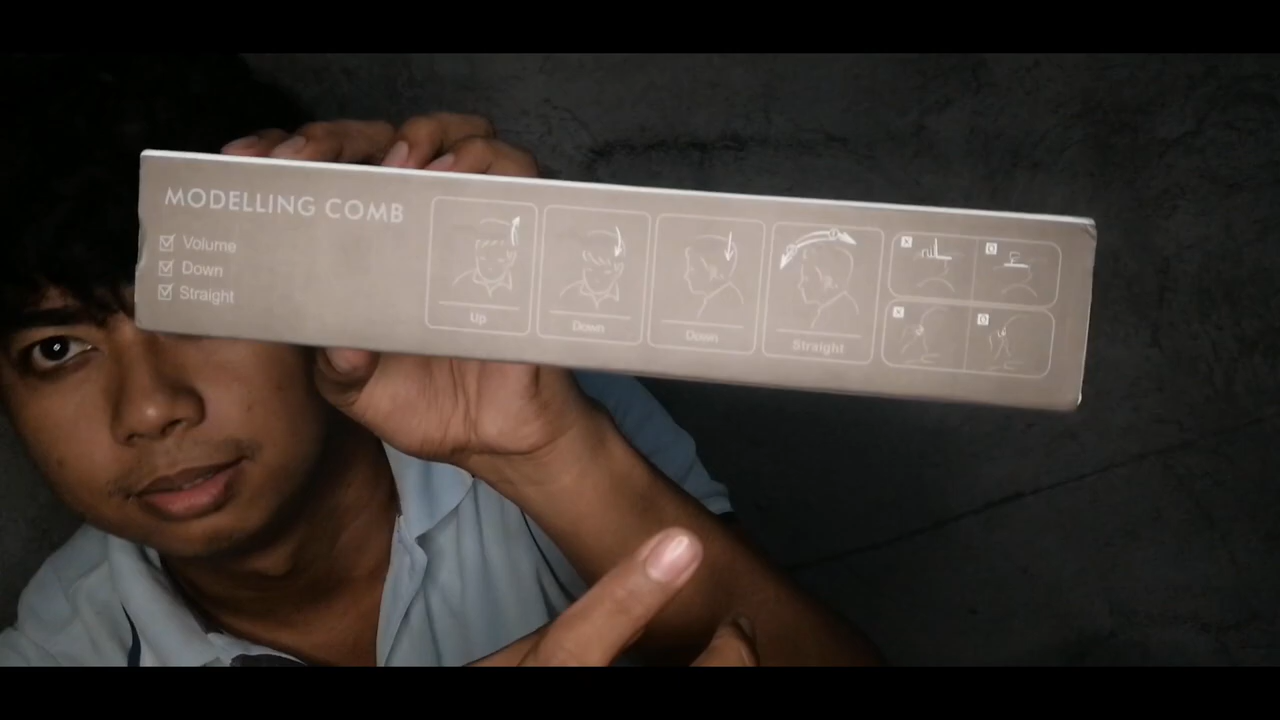 MODELLING COMB
Volume
Down
Straight
Up
Down
Down
Straight